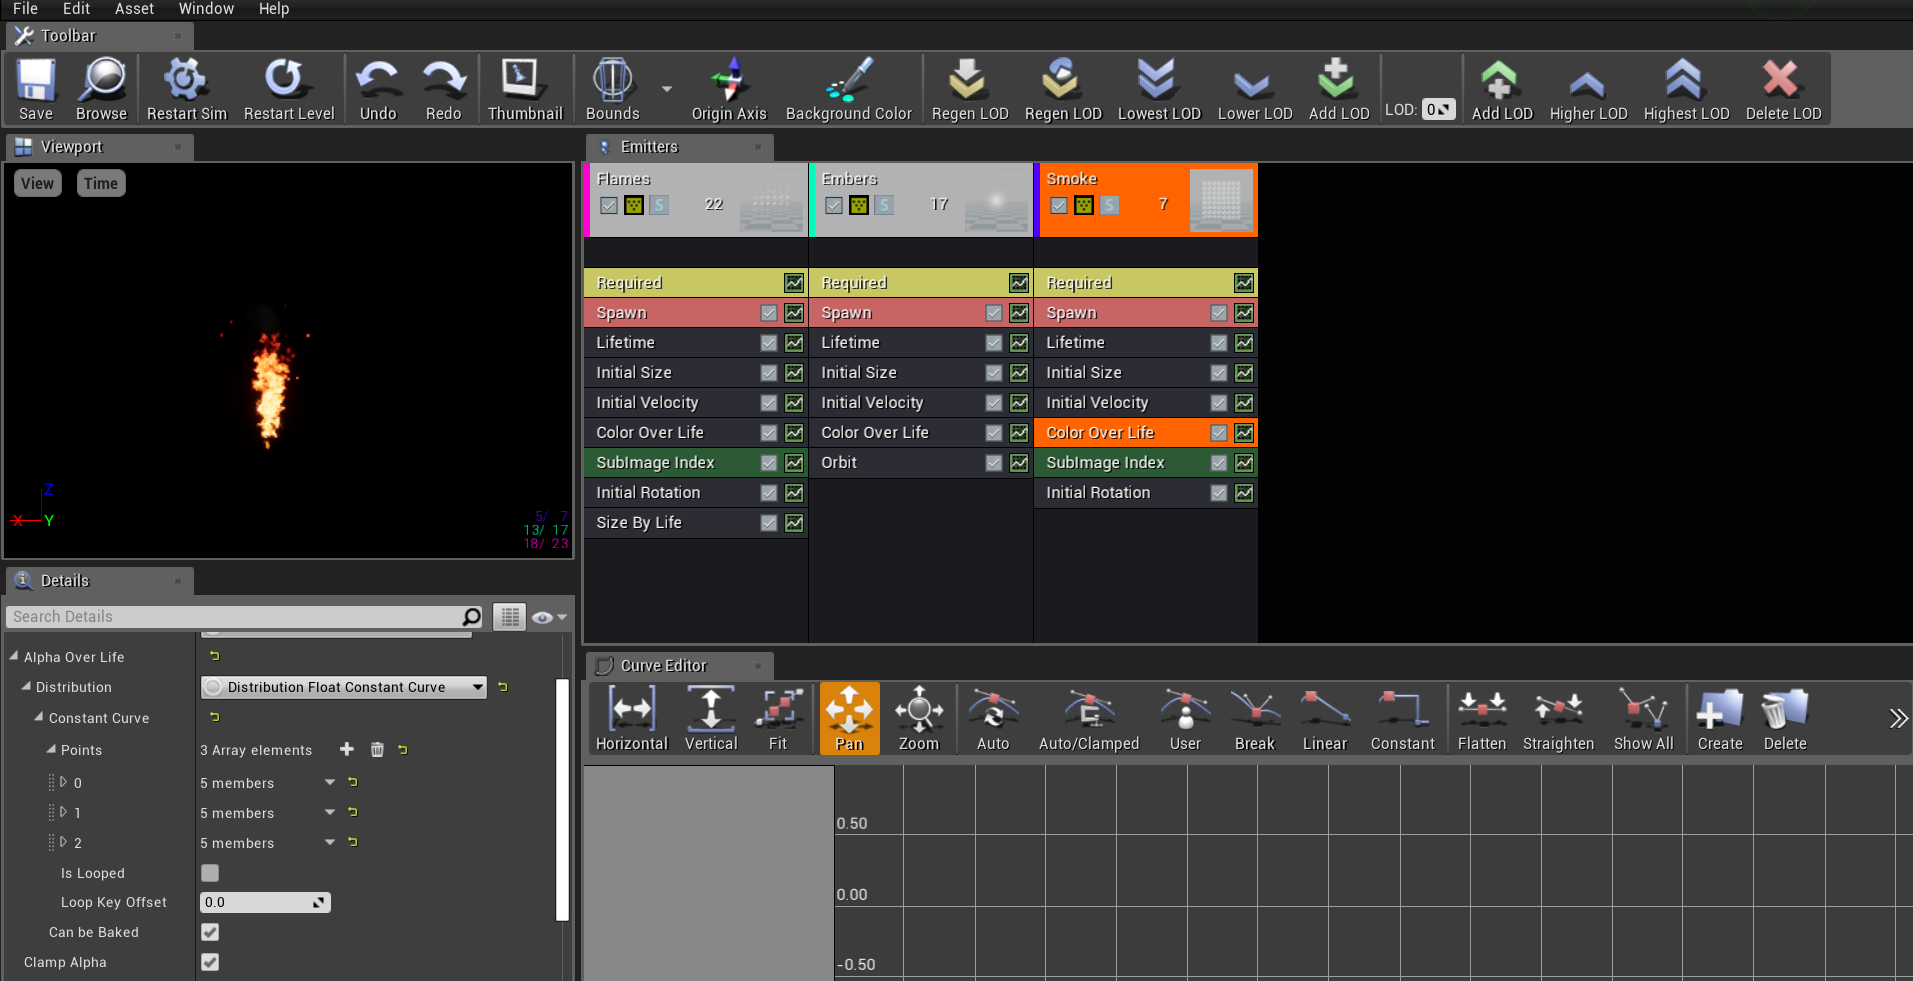 File Edit Asset Window Help
Toolbar
Save Browse Restart Sim Restart Level Undo Redo Thumbnail Bounds Origin Axis Background Color Regen LOD Regen LOD Lowest LOD Lower LOD Add LOD LOD: 0 Add LOD Higher LOD Highest LOD Delete LOD
Viewport
View Time
Z
X Y
5/ 7
13/ 17
18/ 23
Emitters
Flames Embers Smoke
S 22 S 17 S 7
Required Required Required
Spawn Spawn Spawn
Lifetime Lifetime Lifetime
Initial Size Initial Size Initial Size
Initial Velocity Initial Velocity Initial Velocity
Color Over Life Color Over Life Color Over Life
SubImage Index Orbit SubImage Index
Initial Rotation Initial Rotation
Size By Life
Details
Search Details
Alpha Over Life
Distribution Distribution Float Constant Curve
Constant Curve
Points 3 Array elements
0 5 members
1 5 members
2 5 members
Is Looped
Loop Key Offset 0.0
Can be Baked
Clamp Alpha
Curve Editor
Horizontal Vertical Fit Pan Zoom Auto Auto/Clamped User Break Linear Constant Flatten Straighten Show All Create Delete
0.50
0.00
-0.50